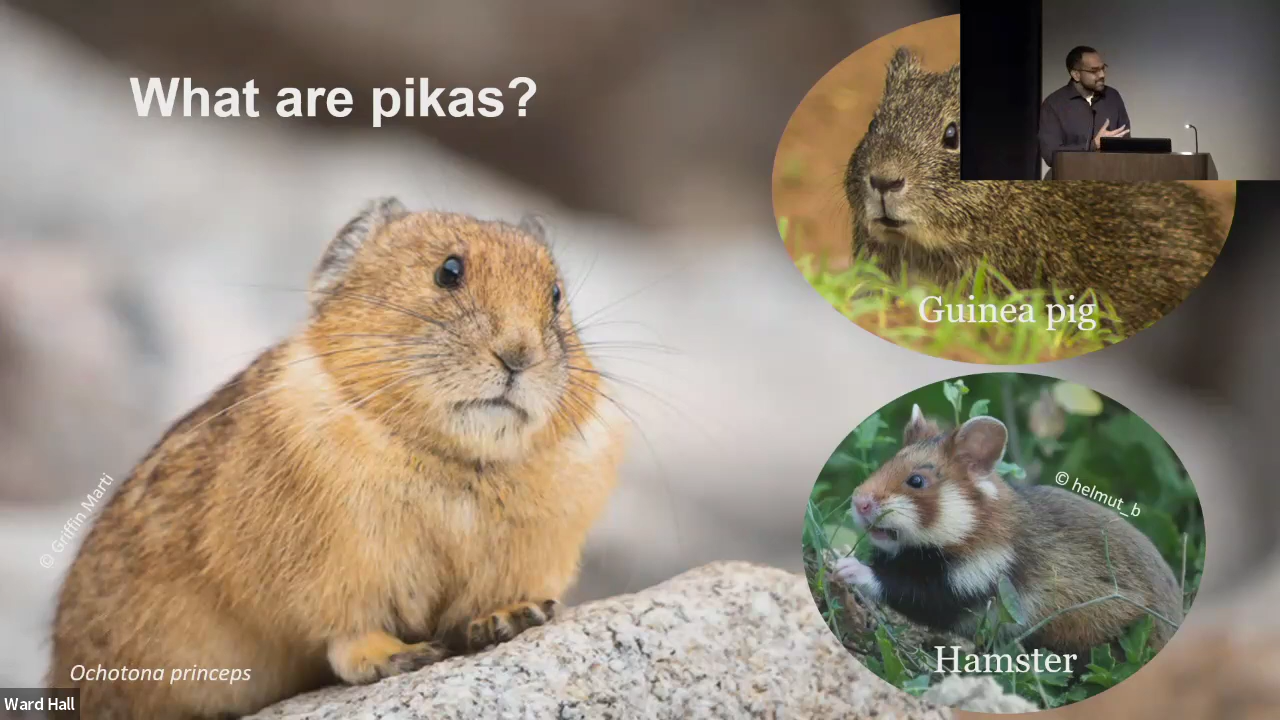 What are pikas?
Guinea pig
© helmut_b
Hamster
© Griffin Marti
Ochotona princeps
Ward Hall